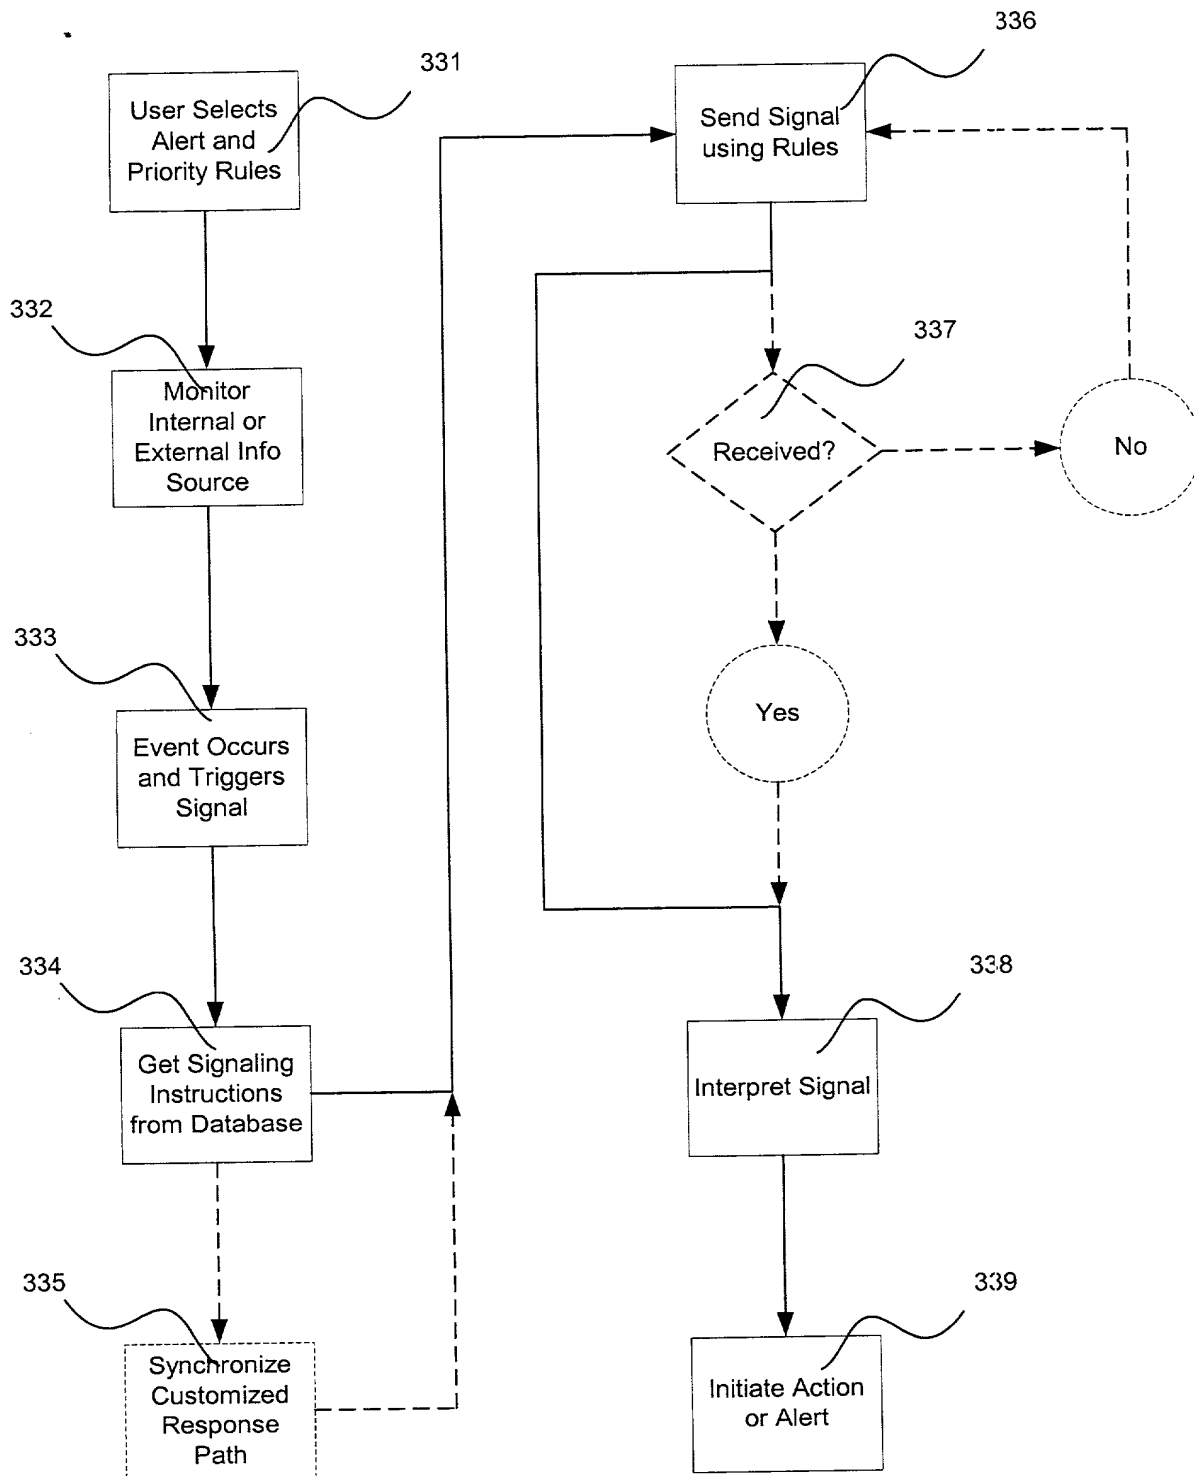 331
User Selects
Alert and
Priority Rules
332
Monitor
Internal or
External Info
Source
333
Event Occurs
and Triggers
Signal
334
Get Signaling
Instructions
from Database
335
Synchronize
Customized
Response
Path
336
Send Signal
using Rules
337
Received?
No
Yes
338
Interpret Signal
339
Initiate Action
or Alert